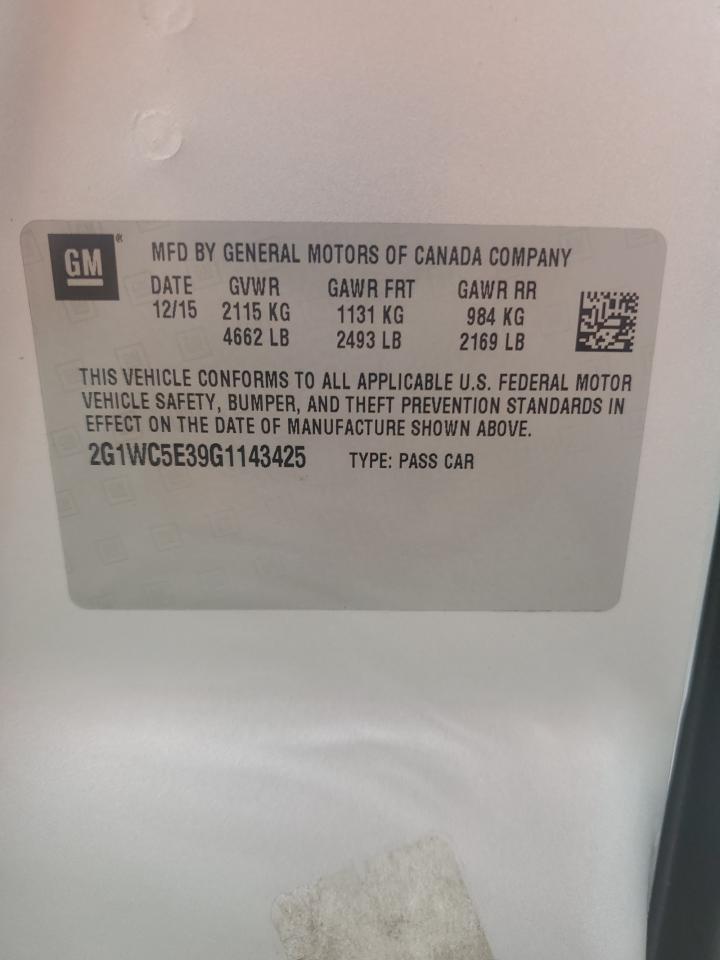 GM®
MFD BY GENERAL MOTORS OF CANADA COMPANY
DATE GVWR GAWR FRT GAWR RR
12/15 2115 KG 1131 KG 984 KG
4662 LB 2493 LB 2169 LB
THIS VEHICLE CONFORMS TO ALL APPLICABLE U.S. FEDERAL MOTOR
VEHICLE SAFETY, BUMPER, AND THEFT PREVENTION STANDARDS IN
EFFECT ON THE DATE OF MANUFACTURE SHOWN ABOVE.
2G1WC5E39G1143425 TYPE: PASS CAR